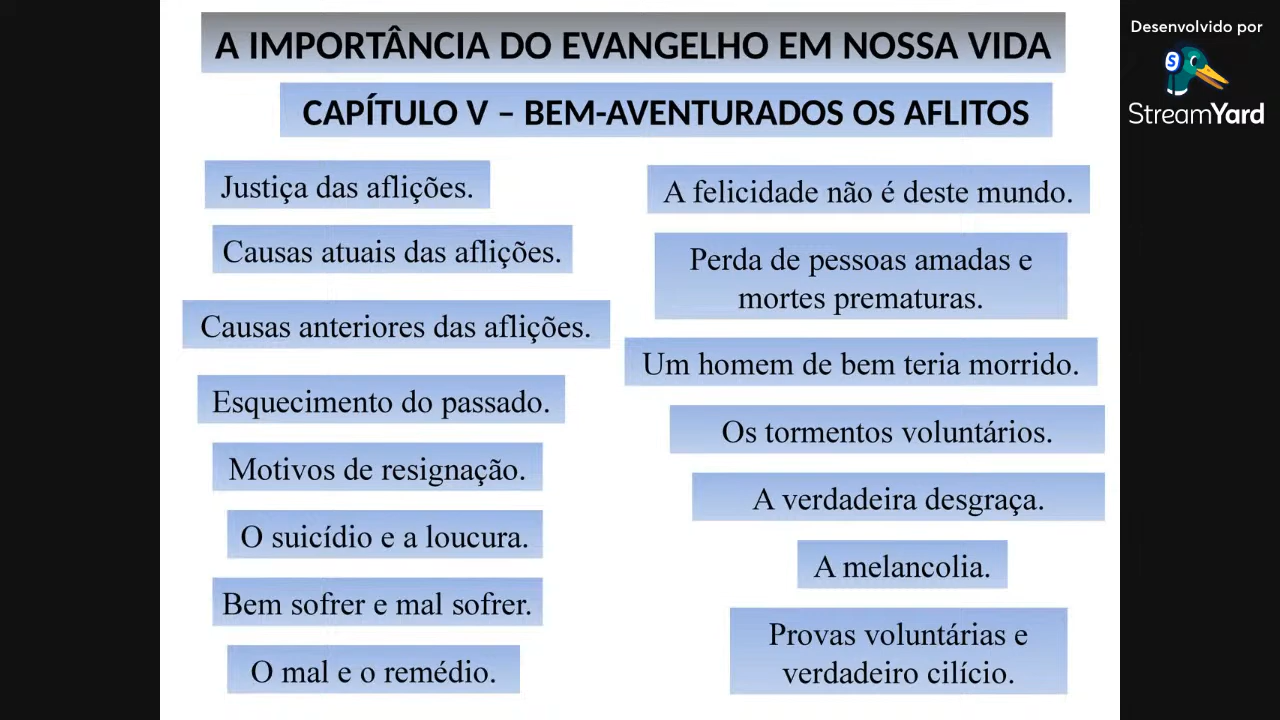 A IMPORTÂNCIA DO EVANGELHO EM NOSSA VIDA
CAPÍTULO V – BEM-AVENTURADOS OS AFLITOS
Justiça das aflições.
Causas atuais das aflições.
Causas anteriores das aflições.
Esquecimento do passado.
Motivos de resignação.
O suicídio e a loucura.
Bem sofrer e mal sofrer.
O mal e o remédio.
A felicidade não é deste mundo.
Perda de pessoas amadas e
mortes prematuras.
Um homem de bem teria morrido.
Os tormentos voluntários.
A verdadeira desgraça.
A melancolia.
Provas voluntárias e
verdadeiro cilício.
Desenvolvido por
S
StreamYard